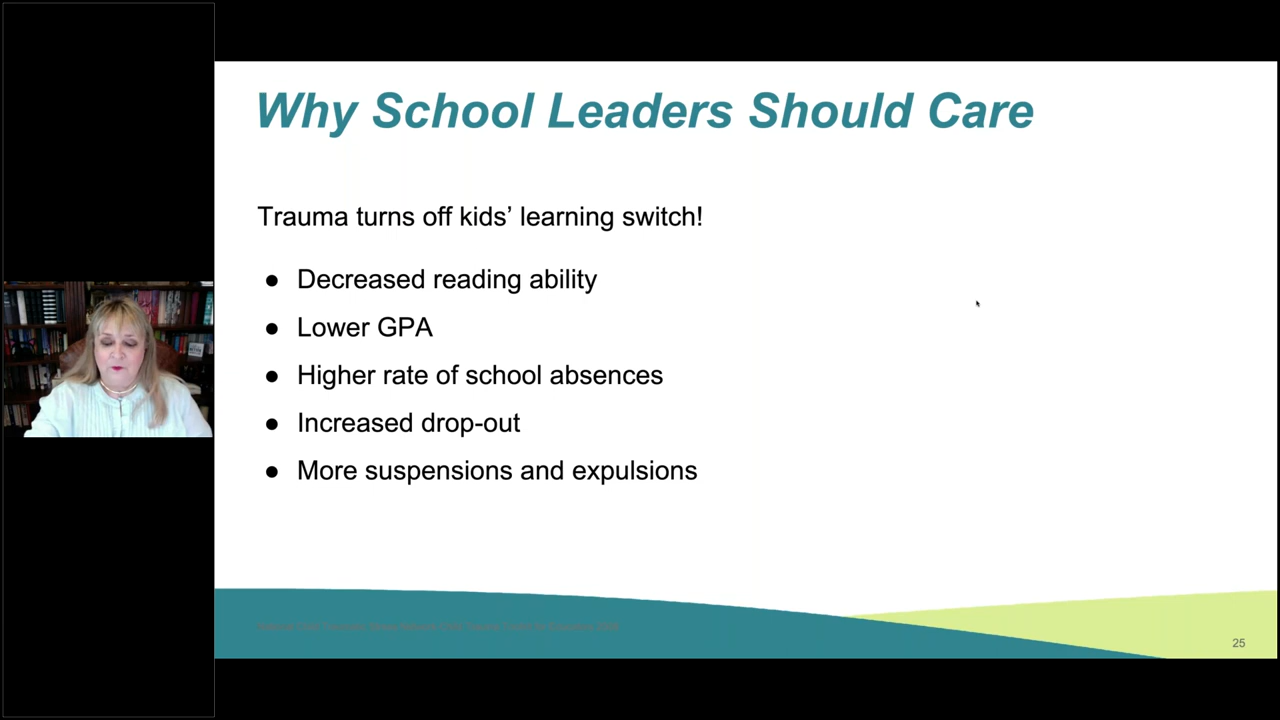 Why School Leaders Should Care
Trauma turns off kids’ learning switch!
● Decreased reading ability
● Lower GPA
● Higher rate of school absences
● Increased drop-out
● More suspensions and expulsions
25